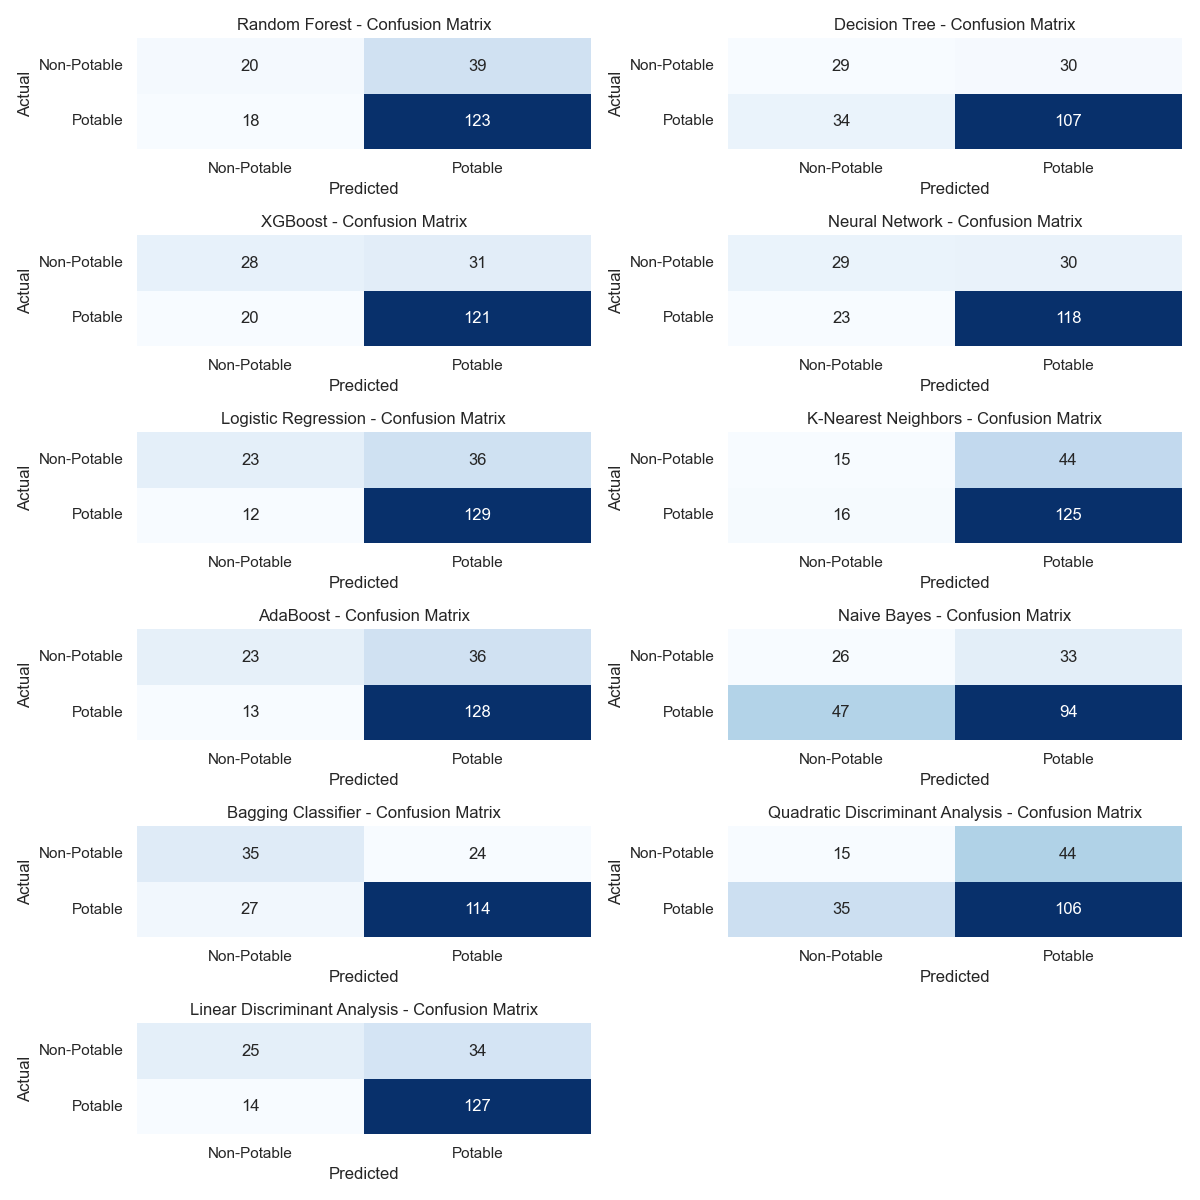 Random Forest - Confusion Matrix
Actual
Non-Potable 20 39
Potable 18 123
Non-Potable Potable
Predicted
Decision Tree - Confusion Matrix
Actual
Non-Potable 29 30
Potable 34 107
Non-Potable Potable
Predicted
XGBoost - Confusion Matrix
Actual
Non-Potable 28 31
Potable 20 121
Non-Potable Potable
Predicted
Neural Network - Confusion Matrix
Actual
Non-Potable 29 30
Potable 23 118
Non-Potable Potable
Predicted
Logistic Regression - Confusion Matrix
Actual
Non-Potable 23 36
Potable 12 129
Non-Potable Potable
Predicted
K-Nearest Neighbors - Confusion Matrix
Actual
Non-Potable 15 44
Potable 16 125
Non-Potable Potable
Predicted
AdaBoost - Confusion Matrix
Actual
Non-Potable 23 36
Potable 13 128
Non-Potable Potable
Predicted
Naive Bayes - Confusion Matrix
Actual
Non-Potable 26 33
Potable 47 94
Non-Potable Potable
Predicted
Bagging Classifier - Confusion Matrix
Actual
Non-Potable 35 24
Potable 27 114
Non-Potable Potable
Predicted
Quadratic Discriminant Analysis - Confusion Matrix
Actual
Non-Potable 15 44
Potable 35 106
Non-Potable Potable
Predicted
Linear Discriminant Analysis - Confusion Matrix
Actual
Non-Potable 25 34
Potable 14 127
Non-Potable Potable
Predicted